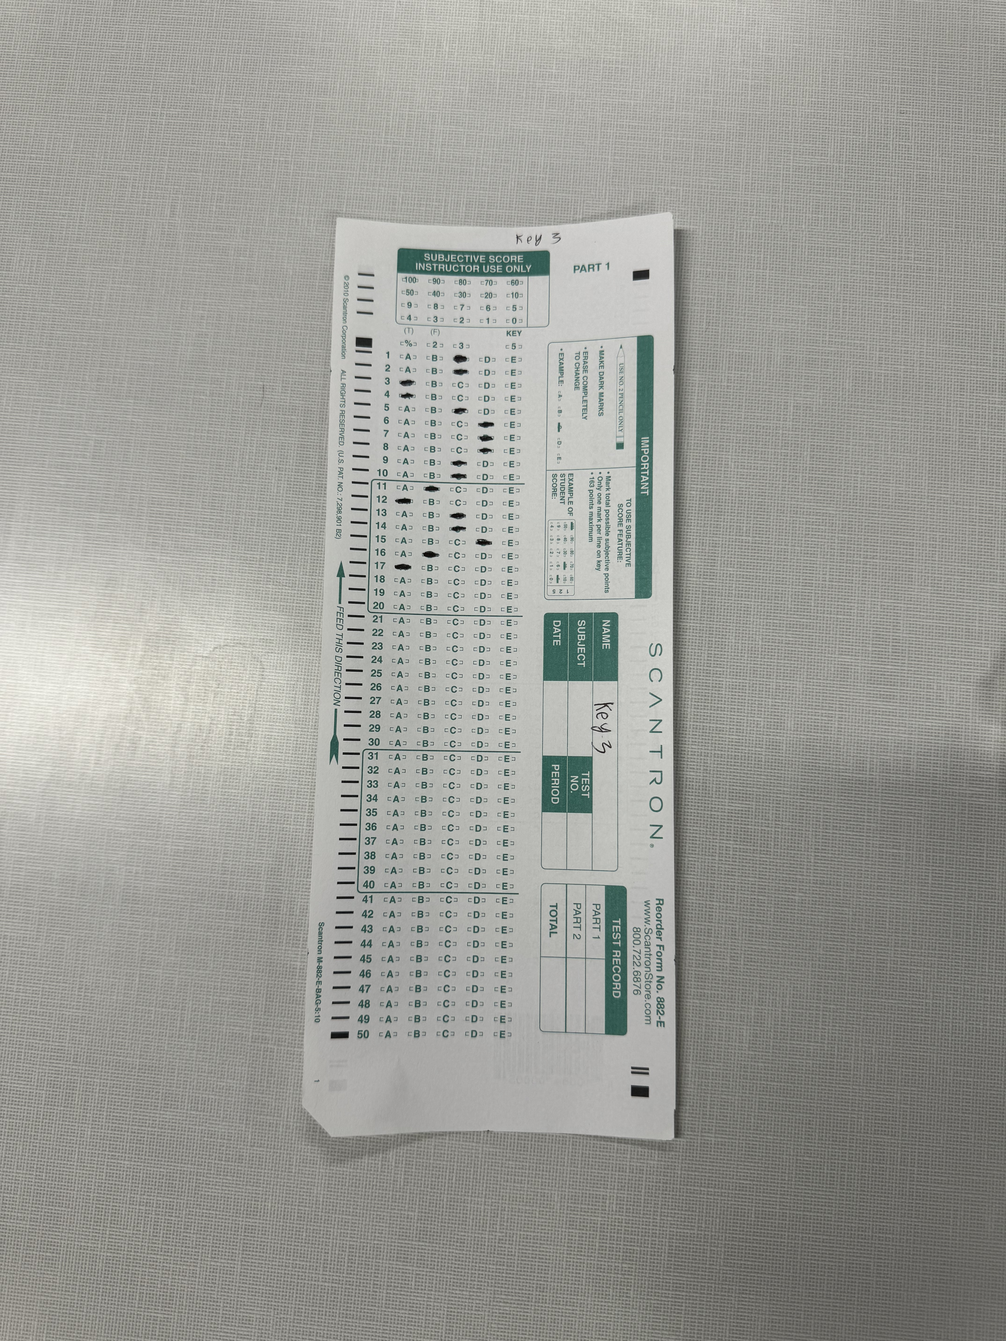 Key 3
PART 1
SUBJECTIVE SCORE
INSTRUCTOR USE ONLY
100 90 80 70 60
50 40 30 20 10
9 8 7 6 5
4 3 2 1 0
(T) (F) KEY
% 2 3 5
1 A B D E
2 A B D E
3 B C D E
4 B C D E
5 A B D E
6 A B C E
7 A B C E
8 A B C E
9 A B D E
10 A B D E
11 A C D E
12 B C D E
13 A B D E
14 A B D E
15 A B C E
16 A C D E
17 B C D E
18 A B C D E
19 A B C D E
20 A B C D E
21 A B C D E
22 A B C D E
23 A B C D E
24 A B C D E
25 A B C D E
26 A B C D E
27 A B C D E
28 A B C D E
29 A B C D E
30 A B C D E
31 A B C D E
32 A B C D E
33 A B C D E
34 A B C D E
35 A B C D E
36 A B C D E
37 A B C D E
38 A B C D E
39 A B C D E
40 A B C D E
41 A B C D E
42 A B C D E
43 A B C D E
44 A B C D E
45 A B C D E
46 A B C D E
47 A B C D E
48 A B C D E
49 A B C D E
50 A B C D E
IMPORTANT
USE NO. 2 PENCIL ONLY
• MAKE DARK MARKS
• ERASE COMPLETELY
TO CHANGE
• EXAMPLE: A B D E
TO USE SUBJECTIVE
SCORE FEATURE:
• Mark total possible subjective points
• Only one mark per line on key
• 163 points maximum
EXAMPLE OF
STUDENT
SCORE:
SCANTRON®
NAME Key 3
SUBJECT TEST NO.
DATE PERIOD
Reorder Form No. 882-E
www.ScantronStore.com
800.722.6876
TEST RECORD
PART 1
PART 2
TOTAL
© 2010 Scantron Corporation ALL RIGHTS RESERVED. (U.S. PAT. NO.: 7,298,901 B2)
FEED THIS DIRECTION
Scantron M-882-E-BAG-5:10
1